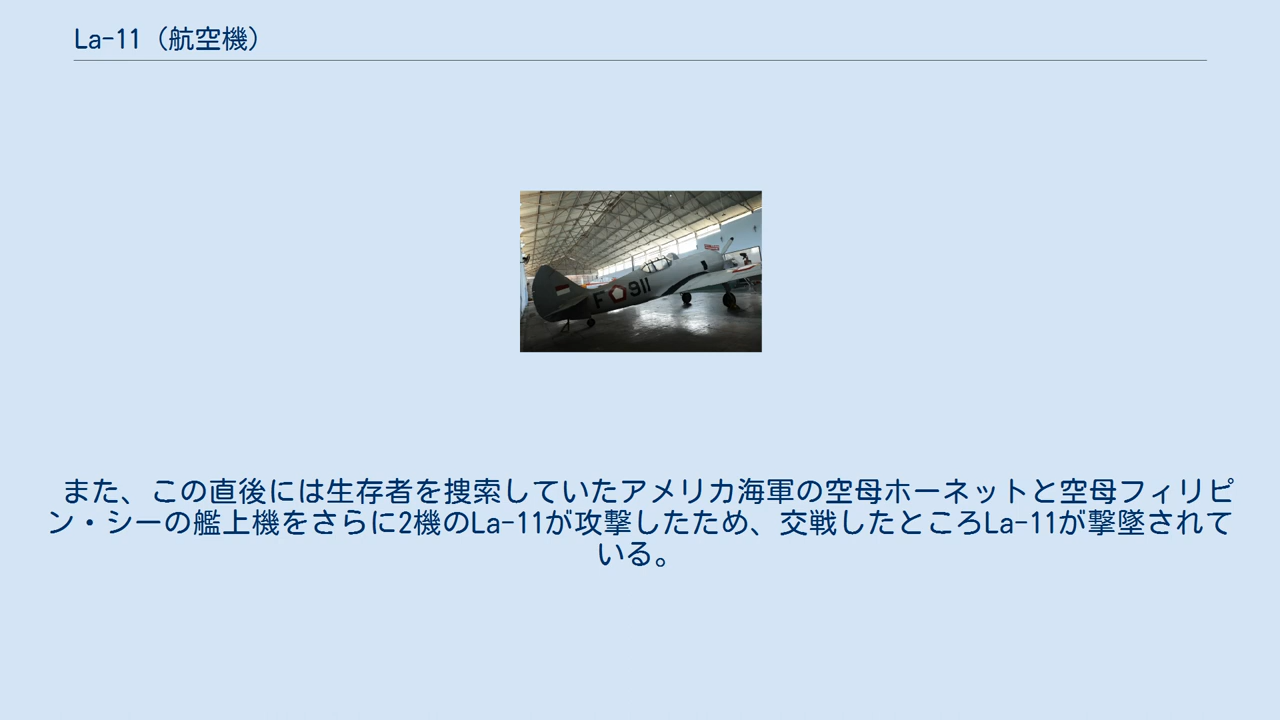 La-11（航空機）
F 911
また、この直後には生存者を捜索していたアメリカ海軍の空母ホーネットと空母フィリピ
ン・シーの艦上機をさらに2機のLa-11が攻撃したため、交戦したところLa-11が撃墜されて
いる。